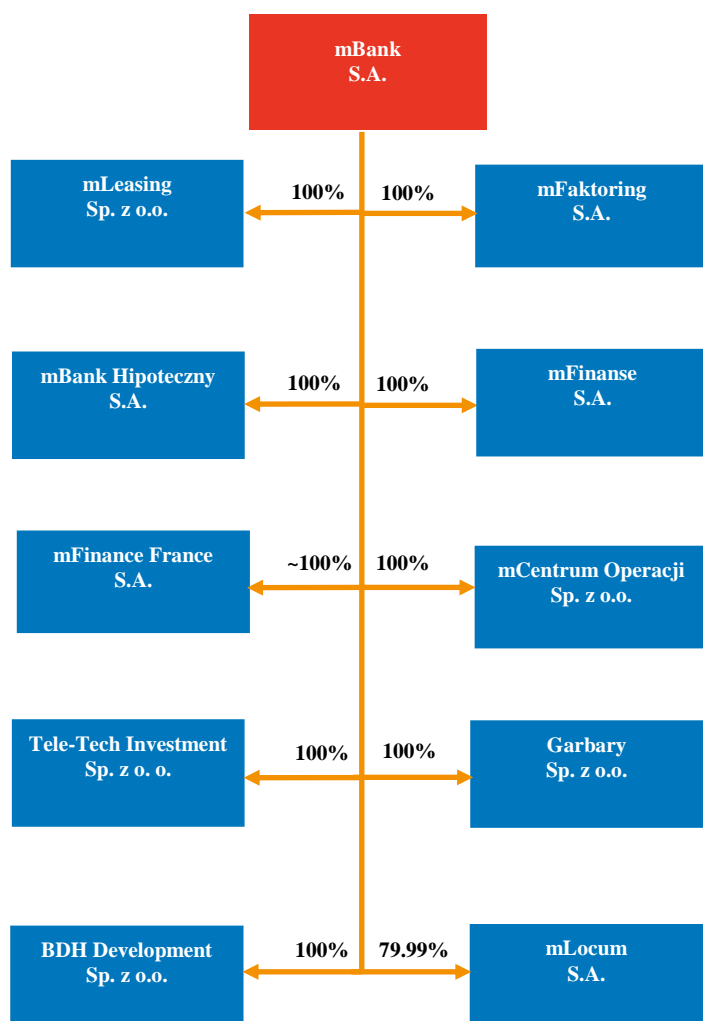 mBank
S.A.
mLeasing
Sp. z o.o.
100%
100%
mFaktoring
S.A.
mBank Hipoteczny
S.A.
100%
100%
mFinanse
S.A.
mFinance France
S.A.
~100%
100%
mCentrum Operacji
Sp. z o.o.
Tele-Tech Investment
Sp. z o. o.
100%
100%
Garbary
Sp. z o.o.
BDH Development
Sp. z o.o.
100%
79.99%
mLocum
S.A.